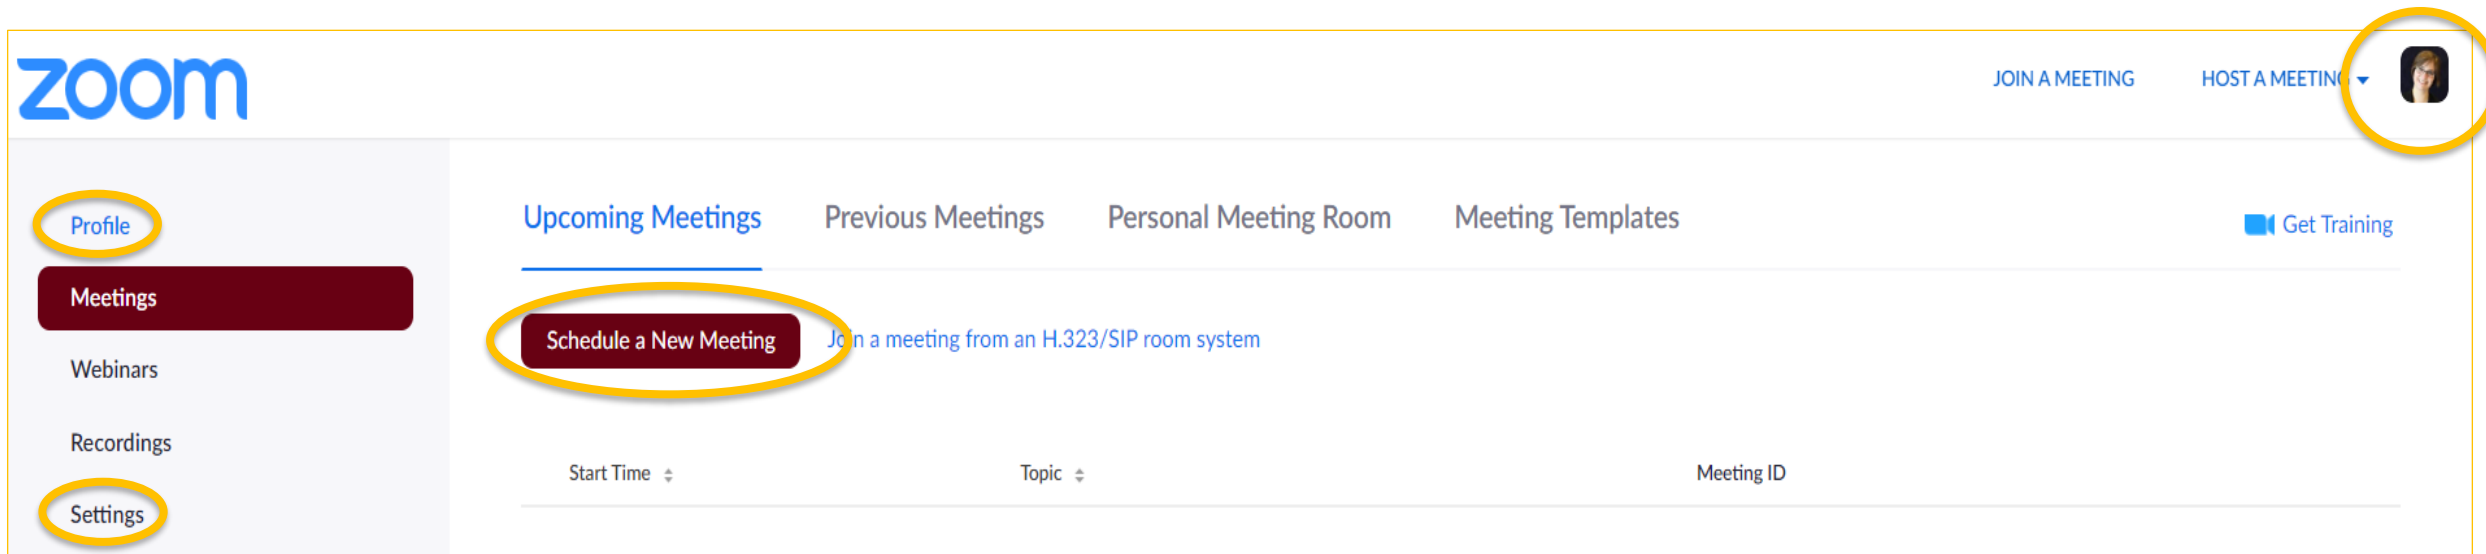 zoom
JOIN A MEETING HOST A MEETING
Profile
Meetings
Webinars
Recordings
Settings
Upcoming Meetings Previous Meetings Personal Meeting Room Meeting Templates
Get Training
Schedule a New Meeting Join a meeting from an H.323/SIP room system
Start Time Topic Meeting ID